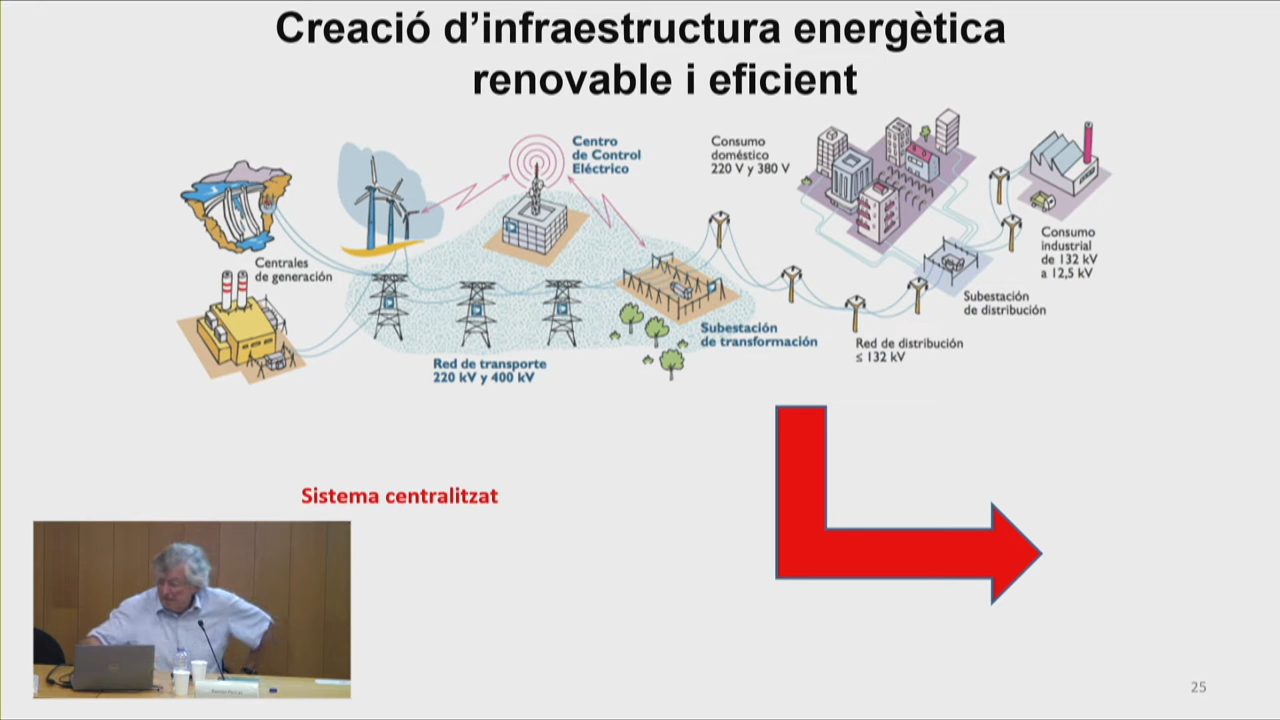 Creació d’infraestructura energètica
renovable i eficient
Centro
de Control
Eléctrico
Consumo
doméstico
220 V y 380 V
Centrales
de generación
Consumo
industrial
de 132 kV
a 12,5 kV
Subestación
de distribución
Subestación
de transformación
Red de distribución
≤ 132 kV
Red de transporte
220 kV y 400 kV
Sistema centralitzat
25